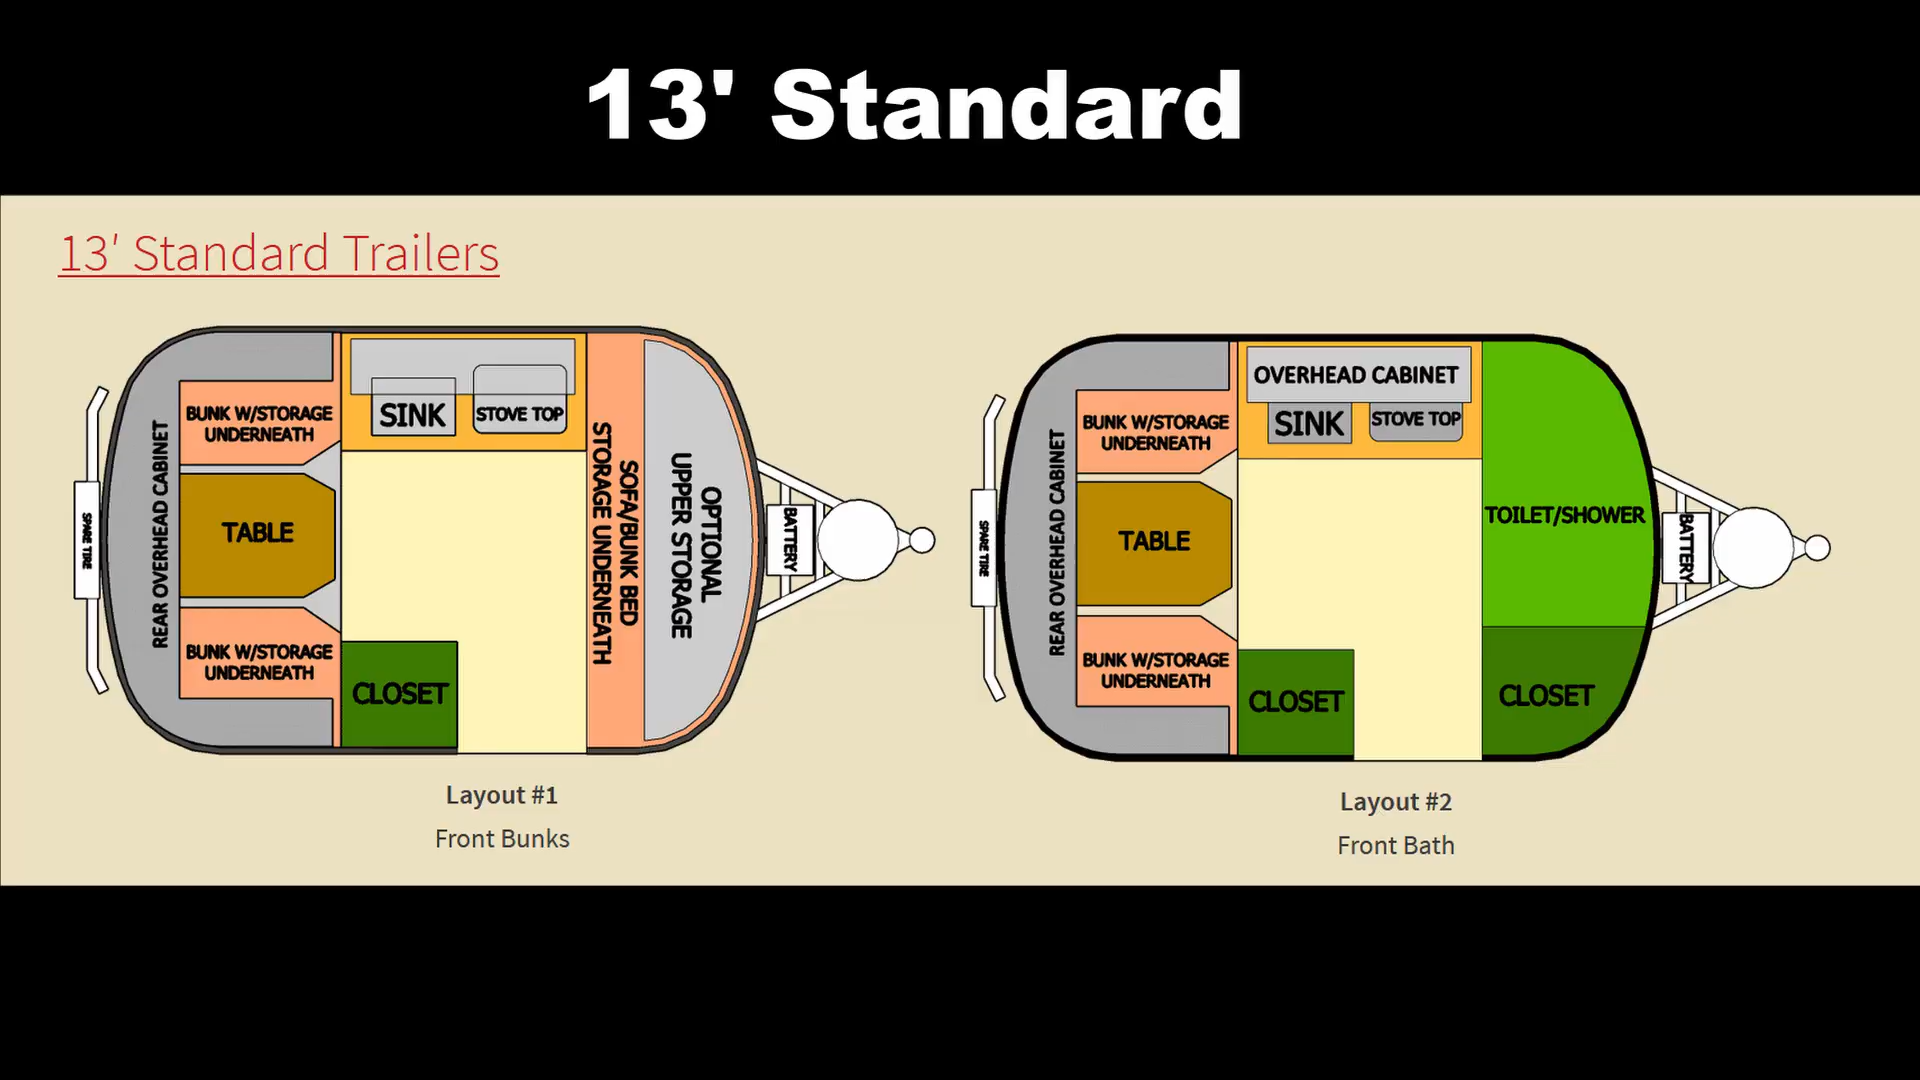 13' Standard
13' Standard Trailers
REAR OVERHEAD CABINET
BUNK W/STORAGE
UNDERNEATH
TABLE
BUNK W/STORAGE
UNDERNEATH
SPARE TIRE
SINK
STOVE TOP
CLOSET
SOFA/BUNK BED
STORAGE UNDERNEATH
OPTIONAL
UPPER STORAGE
BATTERY
Layout #1
Front Bunks
REAR OVERHEAD CABINET
BUNK W/STORAGE
UNDERNEATH
TABLE
BUNK W/STORAGE
UNDERNEATH
SPARE TIRE
OVERHEAD CABINET
SINK
STOVE TOP
CLOSET
TOILET/SHOWER
CLOSET
BATTERY
Layout #2
Front Bath